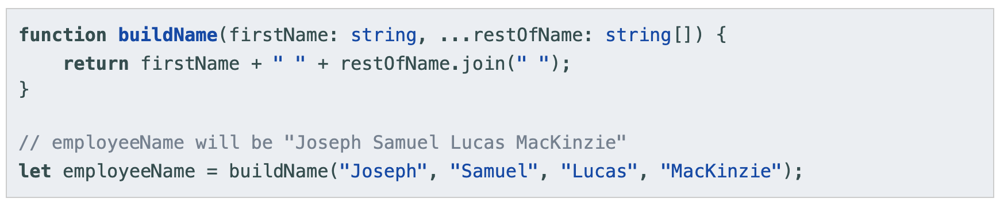 function buildName(firstName: string, ...restOfName: string[]) {
    return firstName + " " + restOfName.join(" ");
}

// employeeName will be "Joseph Samuel Lucas MacKinzie"
let employeeName = buildName("Joseph", "Samuel", "Lucas", "MacKinzie");